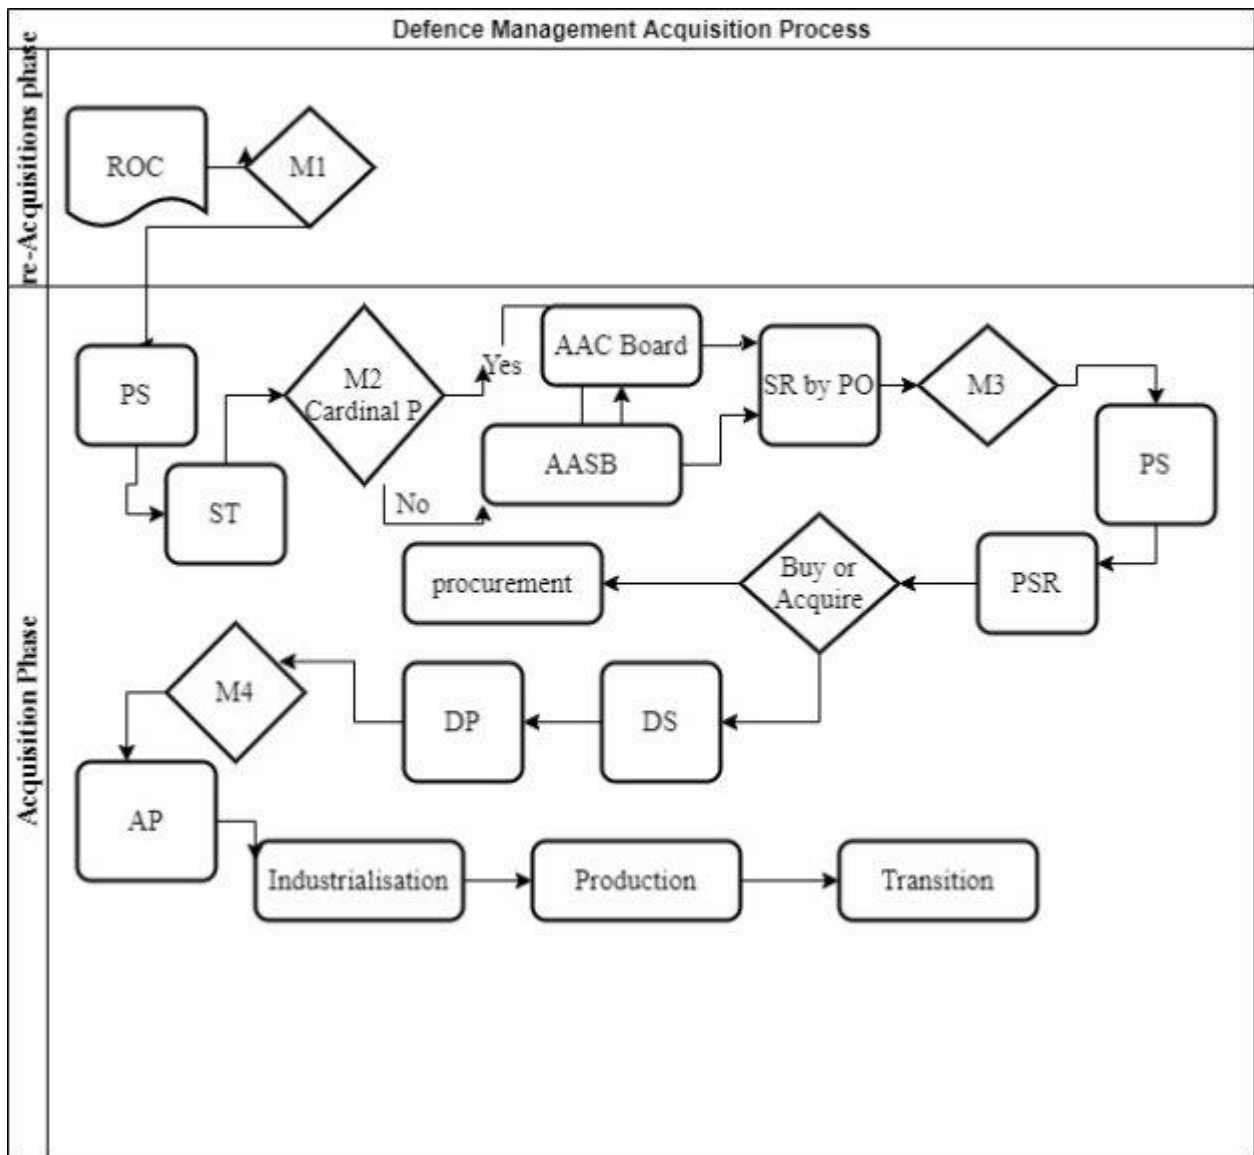 Defence Management Acquisition Process
re-Acquisitions phase
ROC
M1
Acquisition Phase
PS
ST
M2
Cardinal P
Yes
No
AAC Board
AASB
SR by PO
M3
PS
PSR
Buy or
Acquire
procurement
DS
DP
M4
AP
Industrialisation
Production
Transition